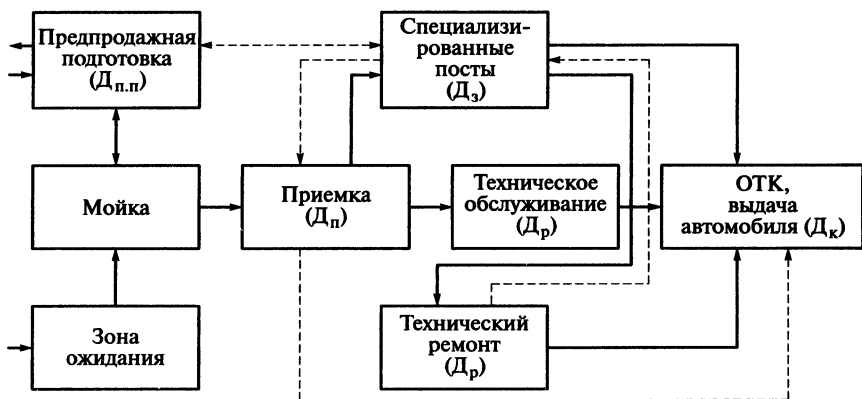 Предпродажная
подготовка
(Дп.п)
Специализи-
рованные
посты
(Дз)
Мойка
Приемка
(Дп)
Техническое
обслуживание
(Др)
ОТК,
выдача
автомобиля (Дк)
Зона
ожидания
Технический
ремонт
(Др)